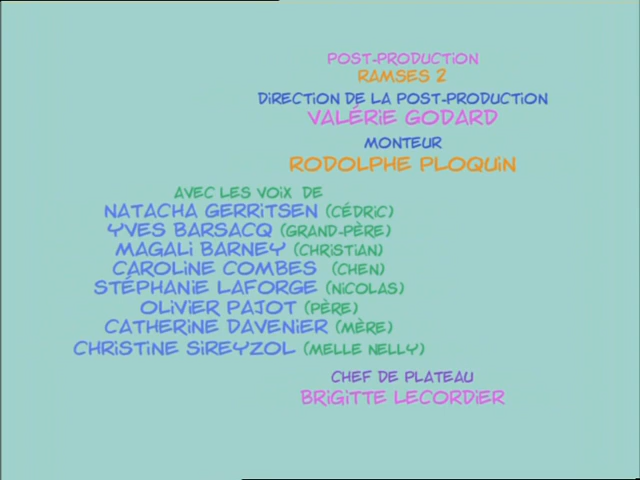 POST-PRODUCTION
RAMSES 2
DIRECTION DE LA POST-PRODUCTION
VALÉRIE GODARD
MONTEUR
RODOLPHE PLOQUIN
AVEC LES VOIX DE
NATACHA GERRITSEN (CÉDRIC)
YVES BARSACQ (GRAND-PÈRE)
MAGALI BARNEY (CHRISTIAN)
CAROLINE COMBES (CHEN)
STÉPHANIE LAFORGE (NICOLAS)
OLIVIER PAJOT (PÈRE)
CATHERINE DAVENIER (MÈRE)
CHRISTINE SIREYZOL (MELLE NELLY)
CHEF DE PLATEAU
BRIGITTE LECORDIER